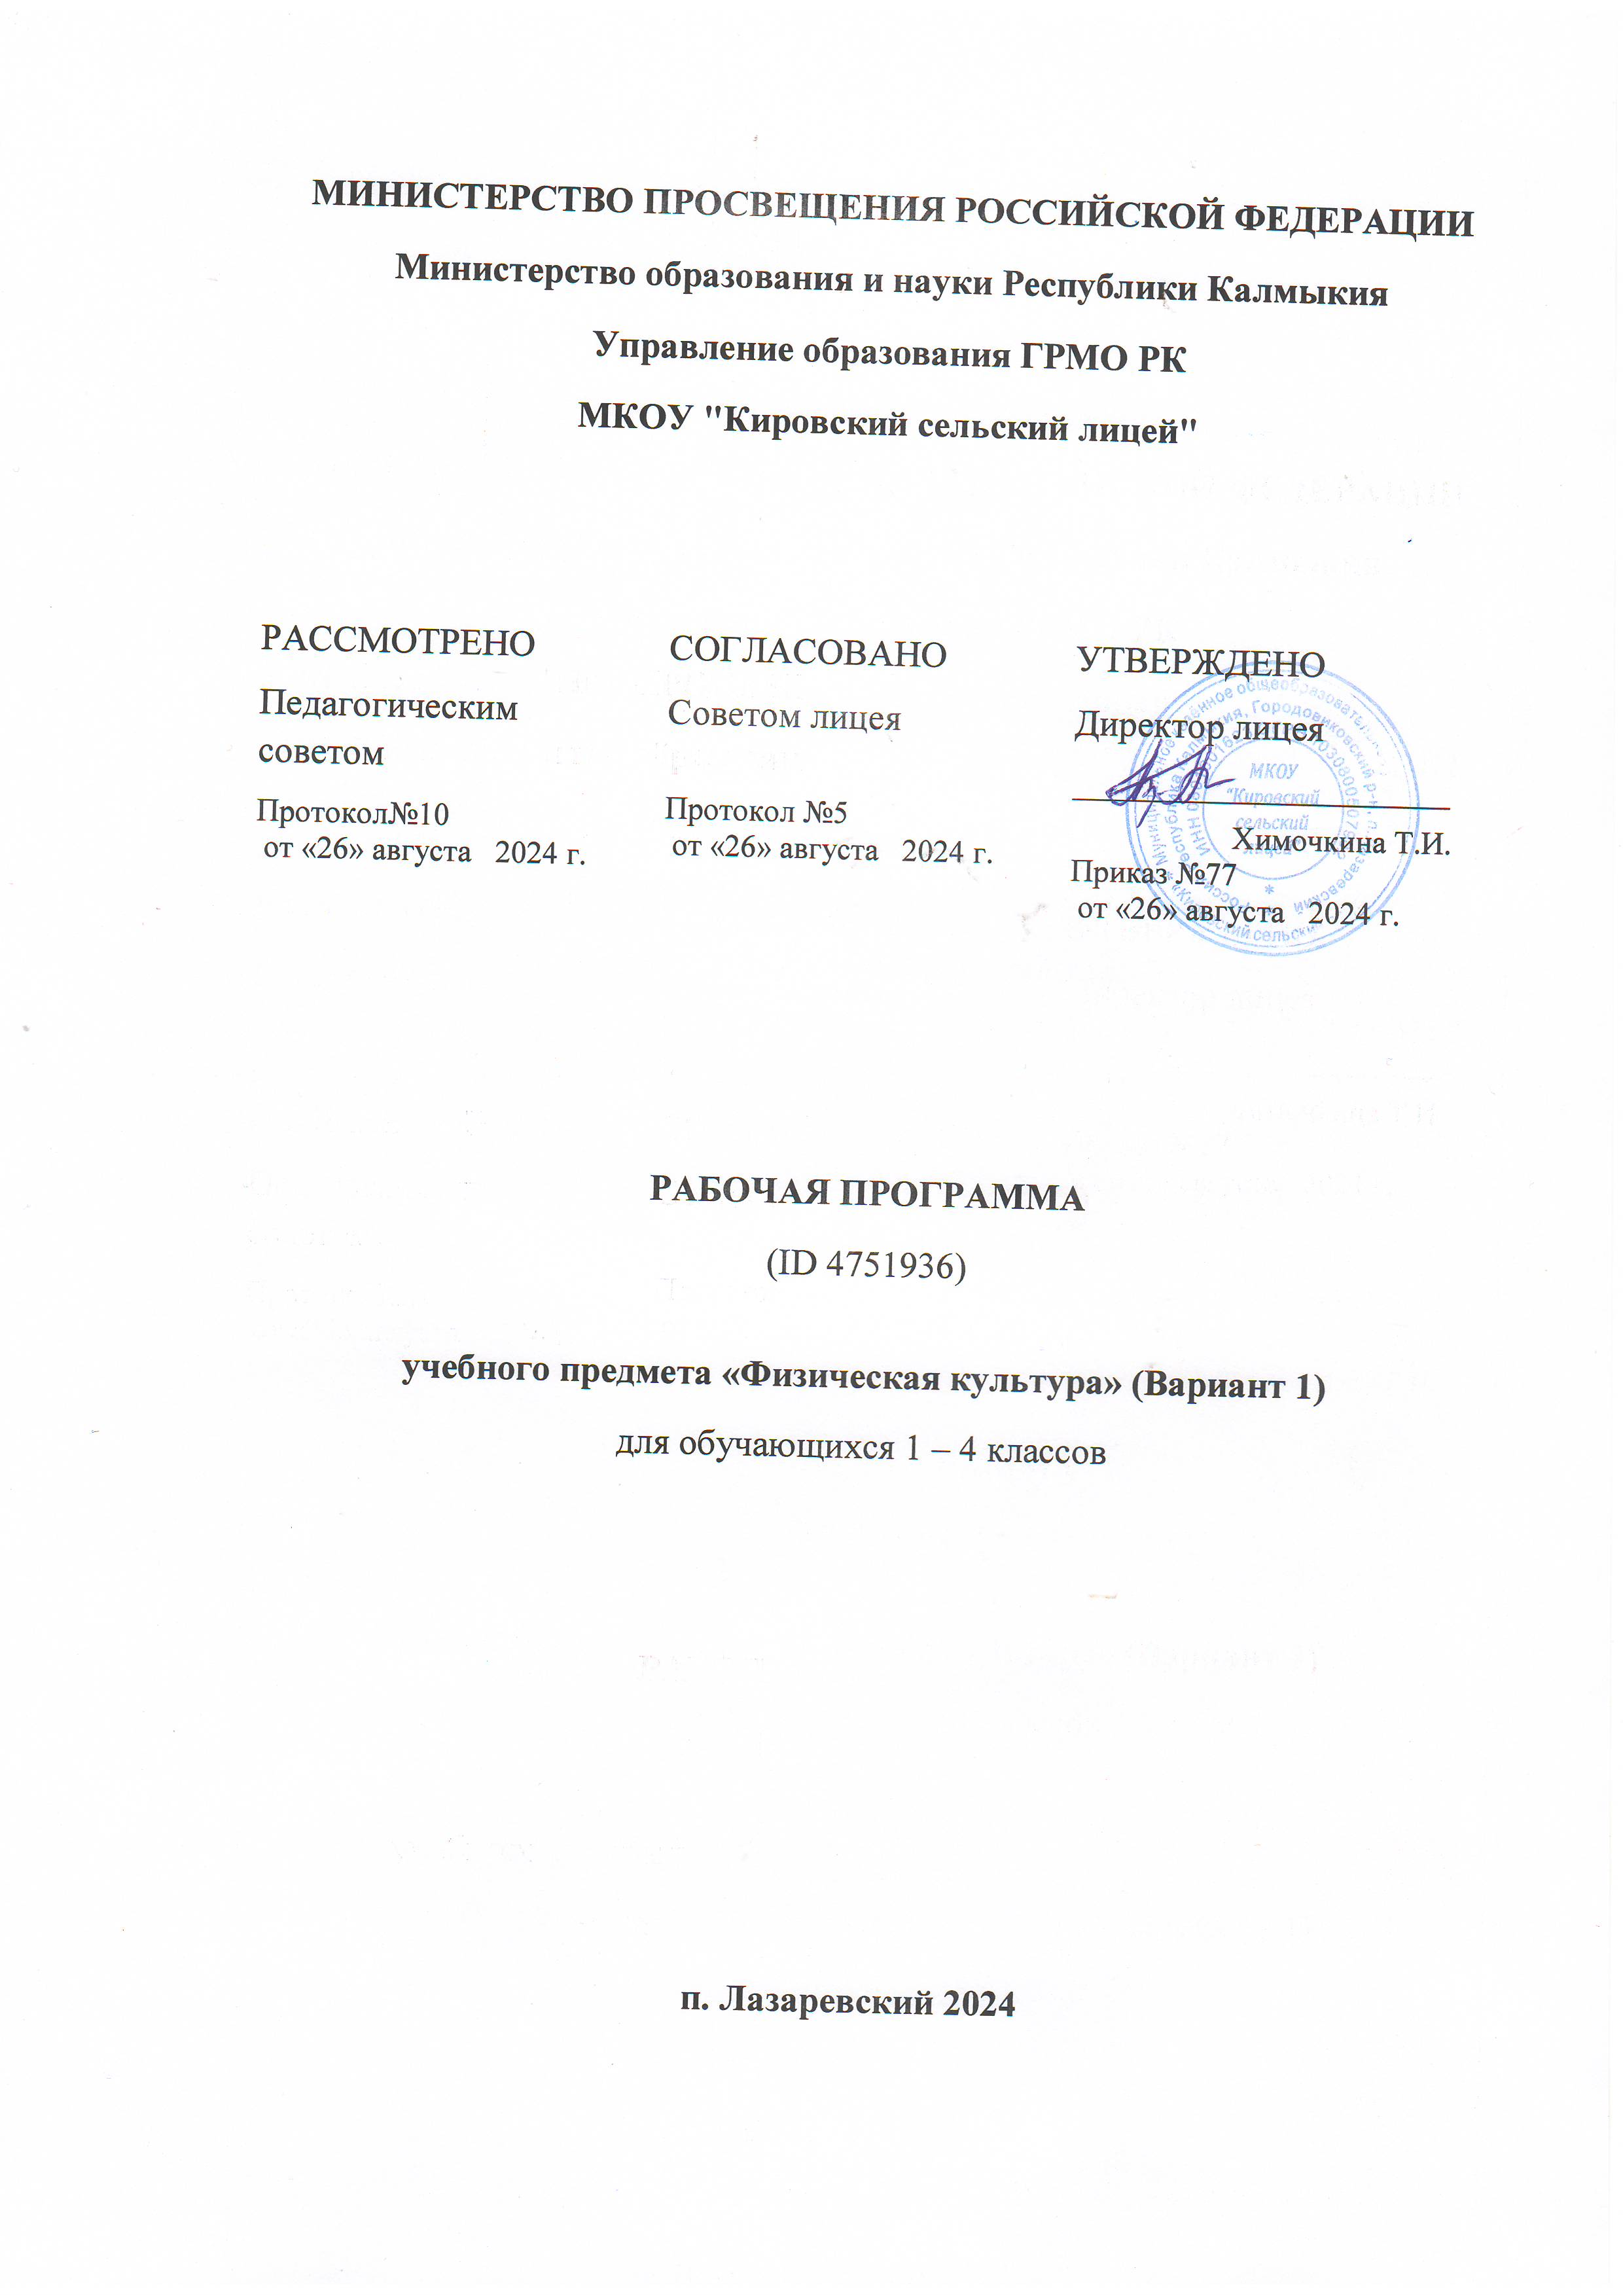 МИНИСТЕРСТВО ПРОСВЕЩЕНИЯ РОССИЙСКОЙ ФЕДЕРАЦИИ
Министерство образования и науки Республики Калмыкия
Управление образования ГРМО РК
МКОУ "Кировский сельский лицей"
РАССМОТРЕНО
Педагогическим
советом
Протокол№10
от «26» августа 2024 г.
СОГЛАСОВАНО
Советом лицея
Протокол №5
от «26» августа 2024 г.
УТВЕРЖДЕНО
Директор лицея
Химочкина Т.И.
Приказ №77
от «26» августа 2024 г.
МКОУ
"Кировский
сельский
РАБОЧАЯ ПРОГРАММА
(ID 4751936)
учебного предмета «Физическая культура» (Вариант 1)
для обучающихся 1 – 4 классов
п. Лазаревский 2024